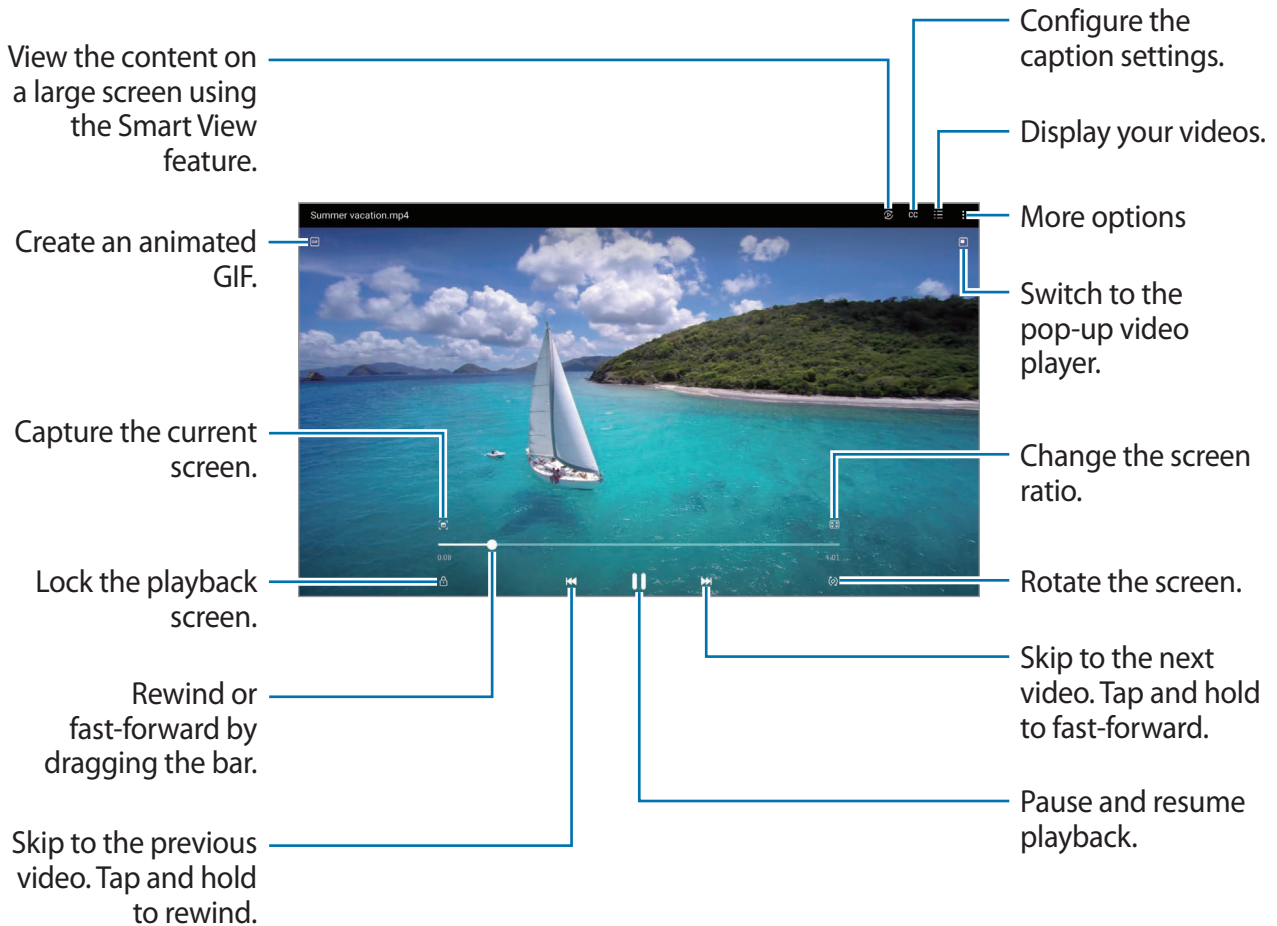 View the content on
a large screen using
the Smart View
feature.
Create an animated
GIF.
Capture the current
screen.
Lock the playback
screen.
Rewind or
fast-forward by
dragging the bar.
Skip to the previous
video. Tap and hold
to rewind.
Summer vacation.mp4
CC
GIF
0:09
Configure the
caption settings.
Display your videos.
More options
Switch to the
pop-up video
player.
Change the screen
ratio.
Rotate the screen.
Skip to the next
video. Tap and hold
to fast-forward.
Pause and resume
playback.